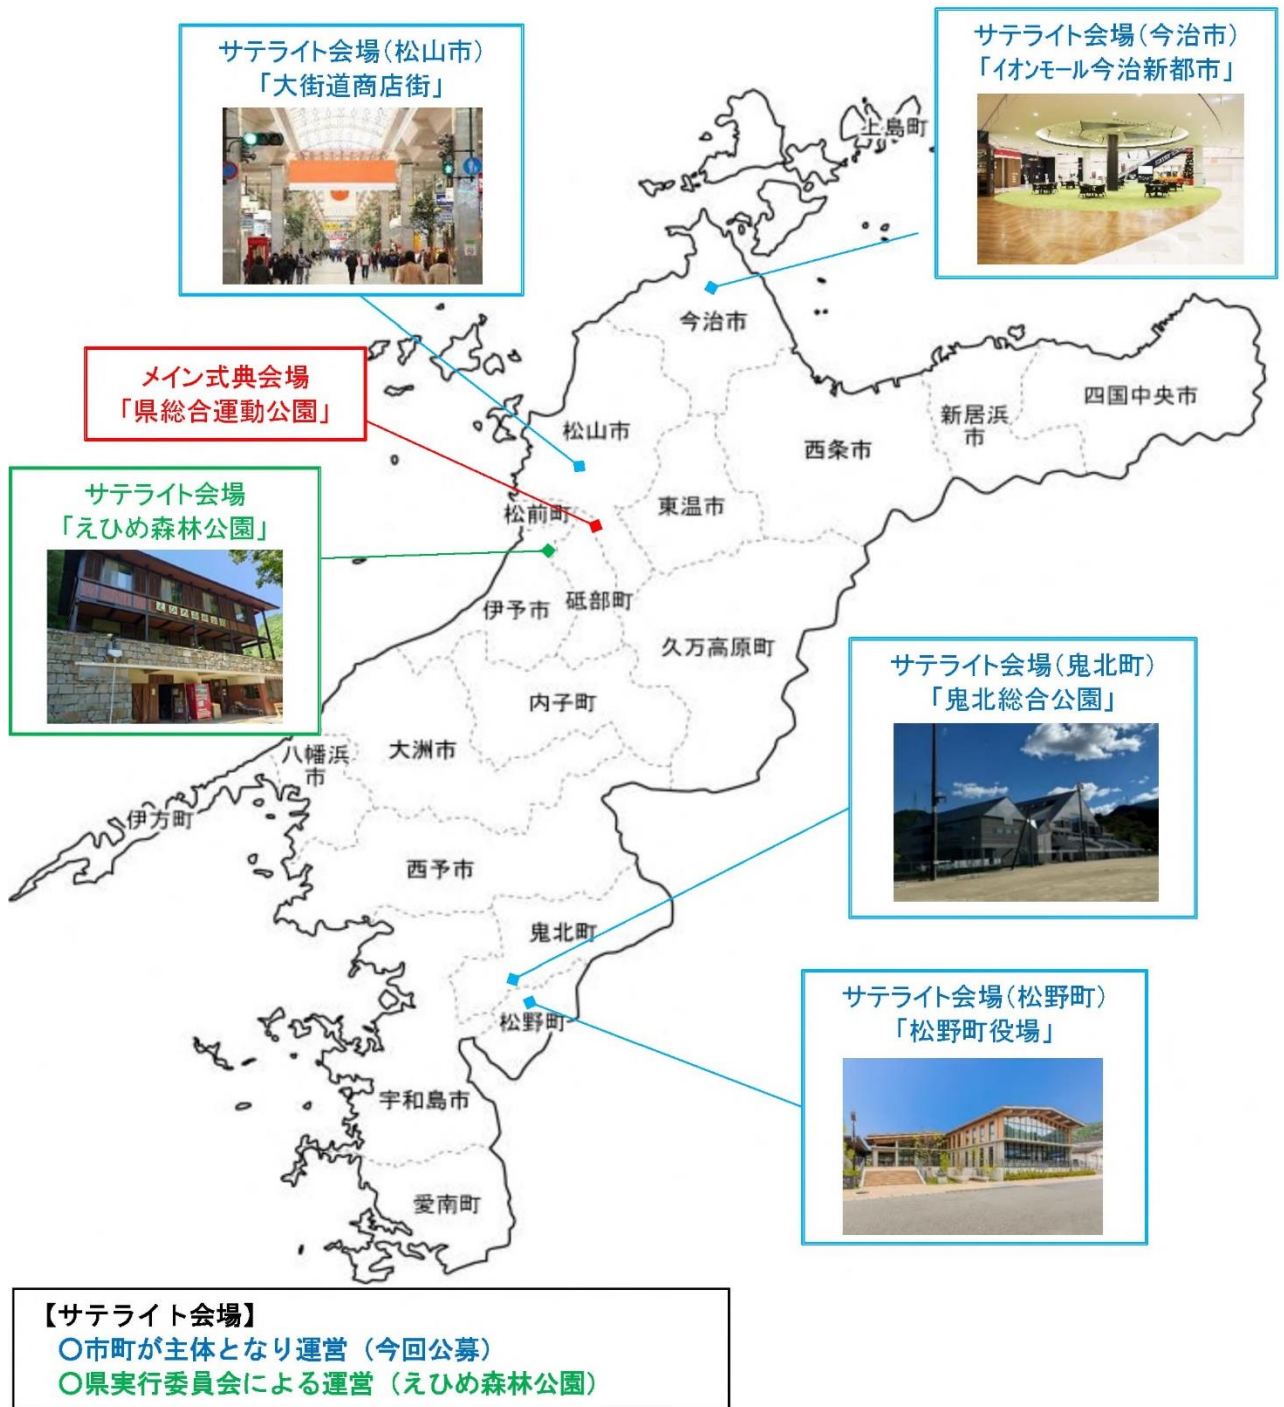 サテライト会場（松山市）
「大街道商店街」
サテライト会場（今治市）
「イオンモール今治新都市」
上島町
今治市
メイン式典会場
「県総合運動公園」
松山市
四国中央市
新居浜
市
西条市
東温市
松前町
サテライト会場
「えひめ森林公園」
伊予市
砥部町
久万高原町
内子町
大洲市
八幡浜
市
伊方町
サテライト会場（鬼北町）
「鬼北総合公園」
西予市
鬼北町
松野町
サテライト会場（松野町）
「松野町役場」
宇和島市
愛南町
【サテライト会場】
○市町が主体となり運営（今回公募）
○県実行委員会による運営（えひめ森林公園）